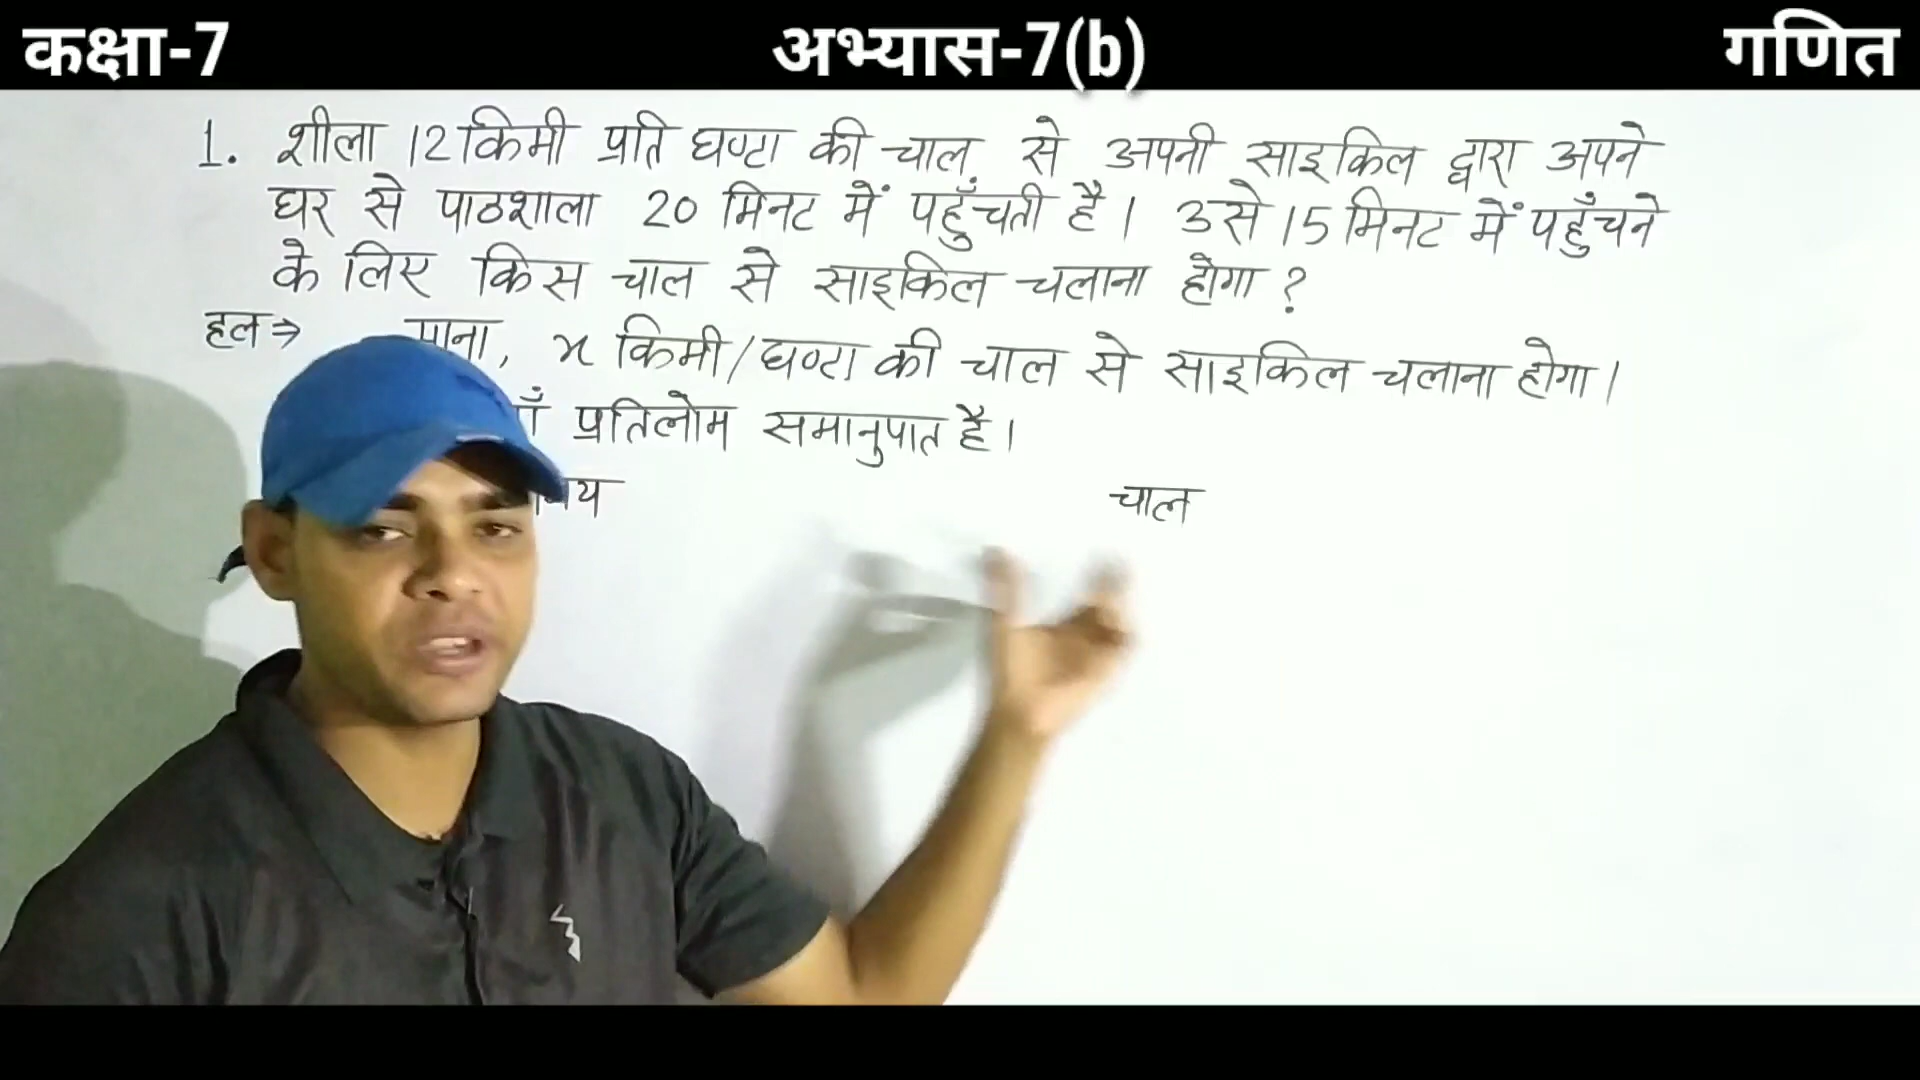 कक्षा-7 अभ्यास-7(b) गणित
1. शीला 12 किमी प्रति घण्टा की चाल से अपनी साइकिल द्वारा अपने
घर से पाठशाला 20 मिनट में पहुँचती है। उसे 15 मिनट में पहुँचने
के लिए किस चाल से साइकिल चलाना होगा ?
हल⇒ माना, x किमी/घण्टा की चाल से साइकिल चलाना होगा।
प्रतिलोम समानुपात है।
चाल